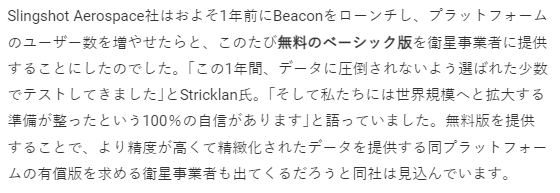 Slingshot Aerospace社はおよそ1年前にBeaconをローンチし、プラットフォーム
のユーザー数を増やせたらと、このたび無料のベーシック版を衛星事業者に提供
することにしたのでした。「この1年間、データに圧倒されないよう選ばれた少数
でテストしてきました」とStricklan氏。「そして私たちには世界規模へと拡大する
準備が整ったという100％の自信があります」と語っていました。無料版を提供
することで、より精度が高くて精緻化されたデータを提供する同プラットフォー
ムの有償版を求める衛星事業者も出てくるだろうと同社は見込んでいます。